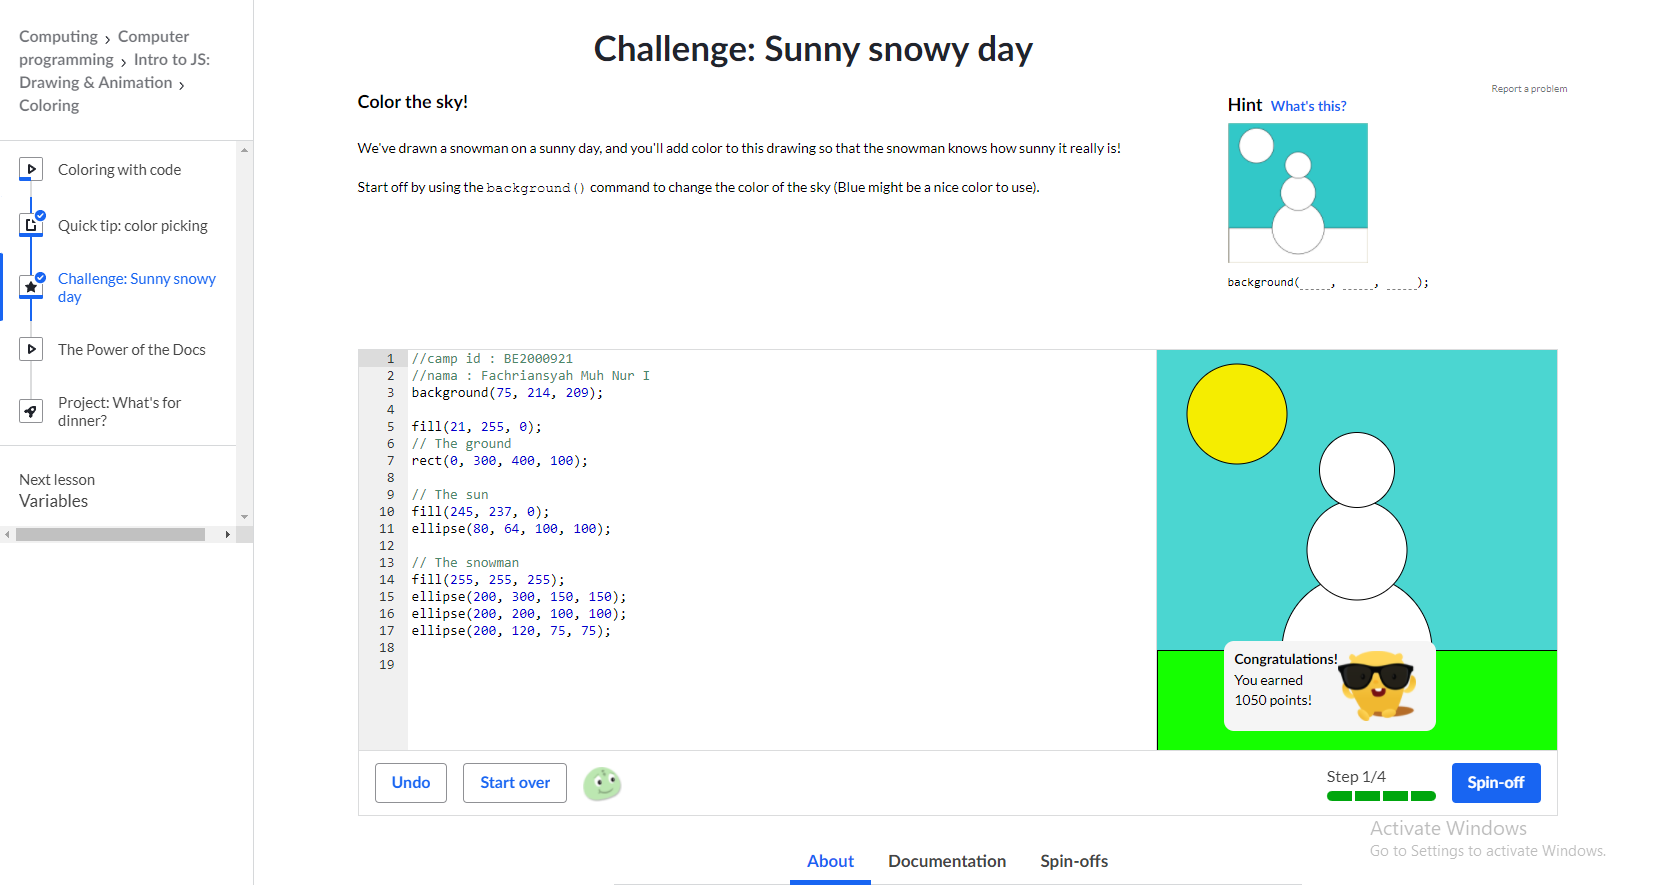 Computing › Computer
programming › Intro to JS:
Drawing & Animation ›
Coloring
Coloring with code
Quick tip: color picking
Challenge: Sunny snowy
day
The Power of the Docs
Project: What's for
dinner?
Next lesson
Variables
Challenge: Sunny snowy day
Report a problem
Color the sky!
We've drawn a snowman on a sunny day, and you'll add color to this drawing so that the snowman knows how sunny it really is!
Start off by using the background() command to change the color of the sky (Blue might be a nice color to use).
Hint What's this?
background(_____, _____, _____);
1 //camp id : BE2000921
2 //nama : Fachriansyah Muh Nur I
3 background(75, 214, 209);
4
5 fill(21, 255, 0);
6 // The ground
7 rect(0, 300, 400, 100);
8
9 // The sun
10 fill(245, 237, 0);
11 ellipse(80, 64, 100, 100);
12
13 // The snowman
14 fill(255, 255, 255);
15 ellipse(200, 300, 150, 150);
16 ellipse(200, 200, 100, 100);
17 ellipse(200, 120, 75, 75);
18
19
Congratulations!
You earned
1050 points!
Undo
Start over
Step 1/4
Spin-off
Activate Windows
Go to Settings to activate Windows.
About
Documentation
Spin-offs